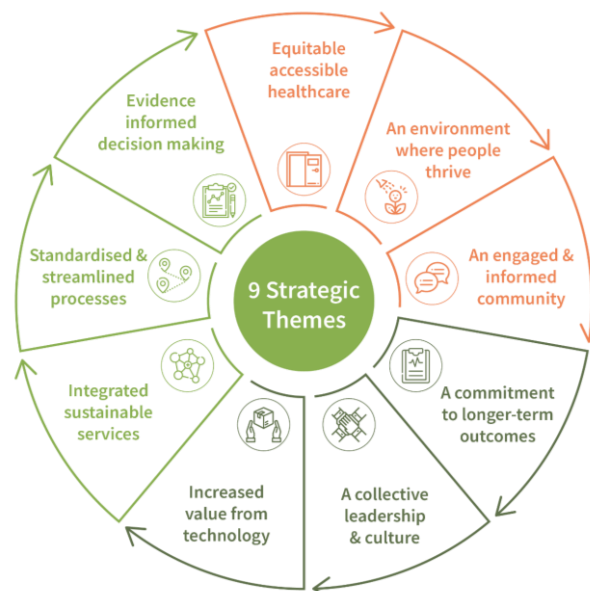 9 Strategic
Themes
Equitable
accessible
healthcare
An environment
where people
thrive
An engaged &
informed
community
A commitment
to longer-term
outcomes
A collective
leadership
& culture
Increased
value from
technology
Integrated
sustainable
services
Standardised &
streamlined
processes
Evidence
informed
decision making